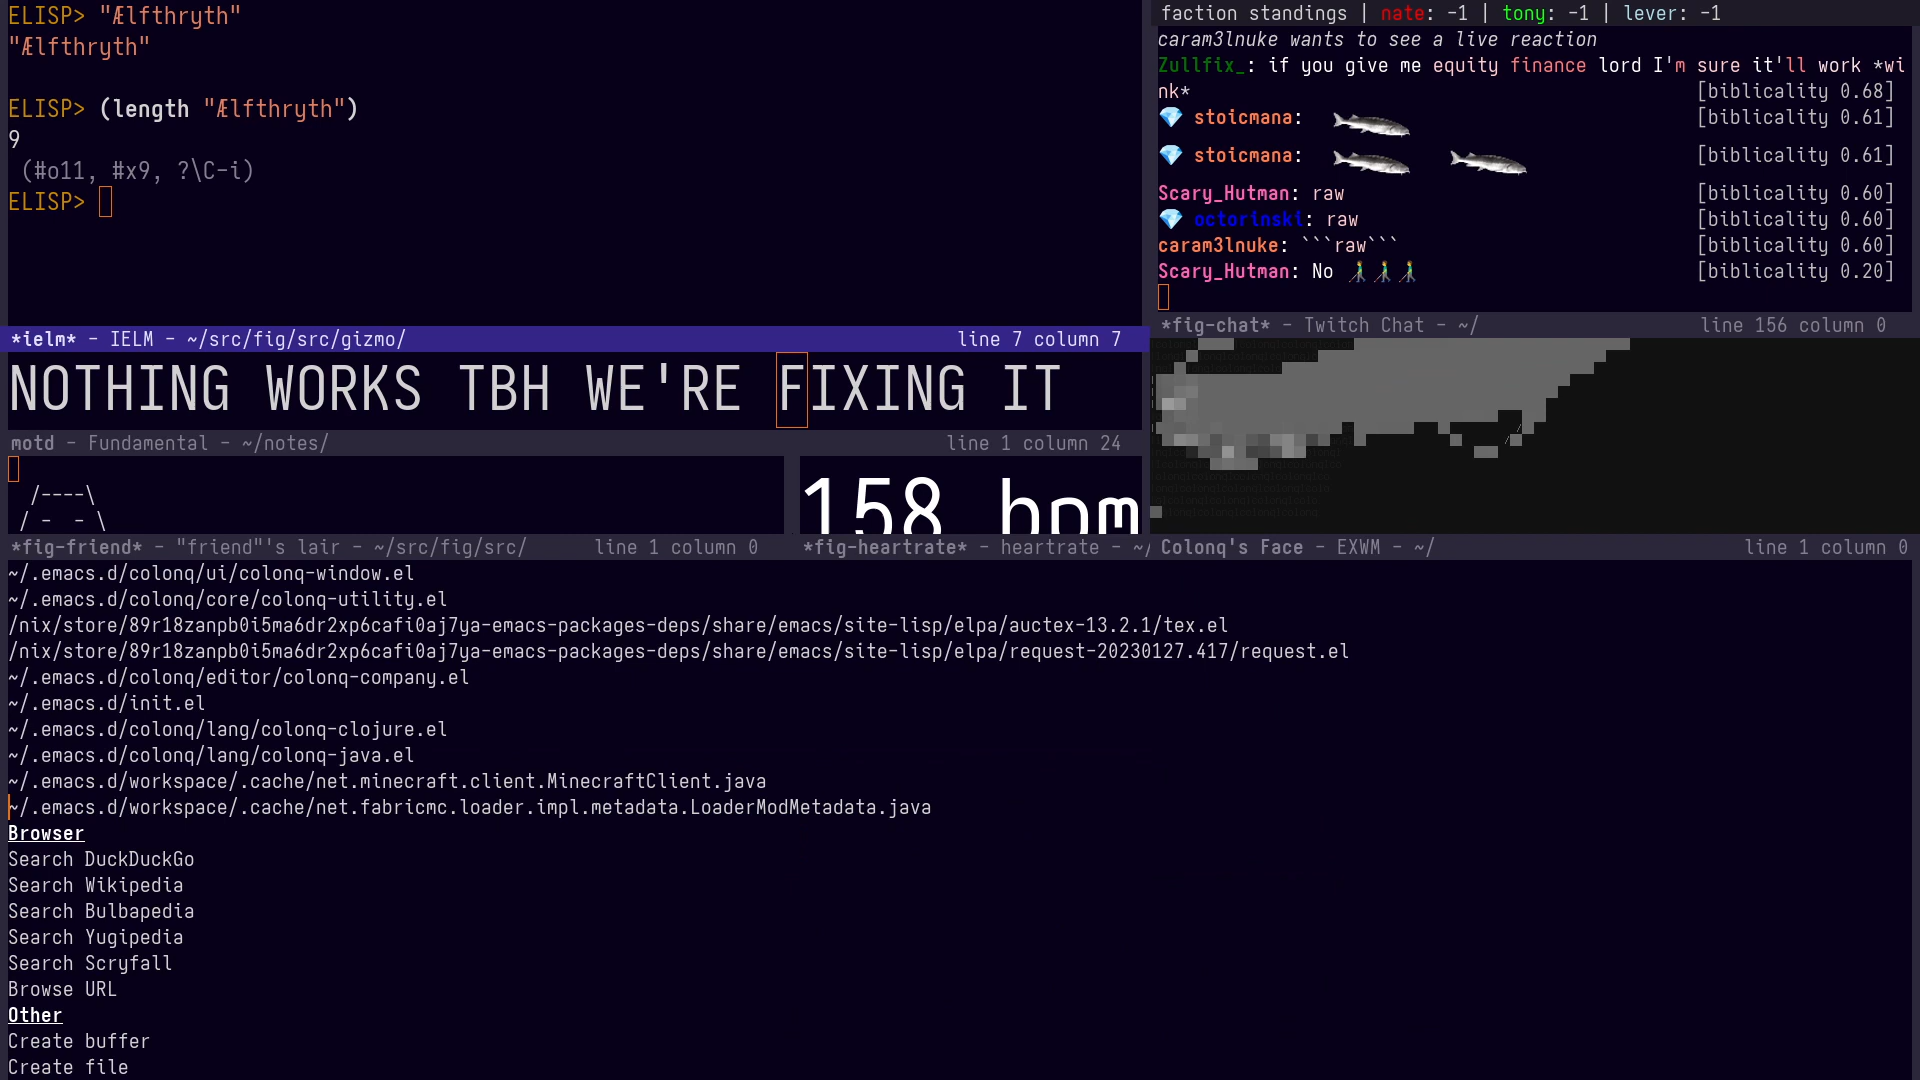 ELISP> "Ælfthryth"
"Ælfthryth"
ELISP> (length "Ælfthryth")
9
(#o11, #x9, ?\C-i)
ELISP>
*ielm* - IELM - ~/src/fig/src/gizmo/ line 7 column 7
NOTHING WORKS TBH WE'RE FIXING IT
motd - Fundamental - ~/notes/ line 1 column 24
/----\
/ -  - \
*fig-friend* - "friend"'s lair - ~/src/fig/src/ line 1 column 0
158 bpm
*fig-heartrate* - heartrate - ~/
faction standings | nate: -1 | tony: -1 | lever: -1
caram3lnuke wants to see a live reaction
Zullfix_: if you give me equity finance lord I'm sure it'll work *wi
nk* [biblicality 0.68]
💎 stoicmana: [biblicality 0.61]
💎 stoicmana: [biblicality 0.61]
Scary_Hutman: raw [biblicality 0.60]
💎 octorinski: raw [biblicality 0.60]
caram3lnuke: ```raw``` [biblicality 0.60]
Scary_Hutman: No [biblicality 0.20]
*fig-chat* - Twitch Chat - ~/ line 156 column 0
Colonq's Face - EXWM - ~/ line 1 column 0
~/.emacs.d/colonq/ui/colonq-window.el
~/.emacs.d/colonq/core/colonq-utility.el
/nix/store/89r18zanpb0i5ma6dr2xp6cafi0aj7ya-emacs-packages-deps/share/emacs/site-lisp/elpa/auctex-13.2.1/tex.el
/nix/store/89r18zanpb0i5ma6dr2xp6cafi0aj7ya-emacs-packages-deps/share/emacs/site-lisp/elpa/request-20230127.417/request.el
~/.emacs.d/colonq/editor/colonq-company.el
~/.emacs.d/init.el
~/.emacs.d/colonq/lang/colonq-clojure.el
~/.emacs.d/colonq/lang/colonq-java.el
~/.emacs.d/workspace/.cache/net.minecraft.client.MinecraftClient.java
~/.emacs.d/workspace/.cache/net.fabricmc.loader.impl.metadata.LoaderModMetadata.java
Browser
Search DuckDuckGo
Search Wikipedia
Search Bulbapedia
Search Yugipedia
Search Scryfall
Browse URL
Other
Create buffer
Create file